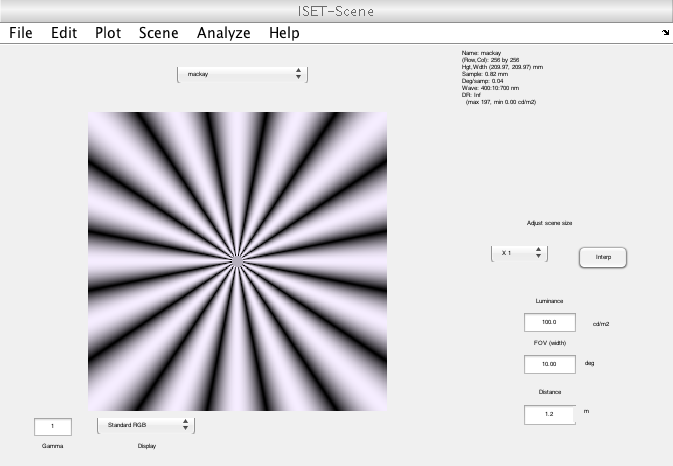 ISET-Scene
File Edit Plot Scene Analyze Help
mackay
Name: mackay
(Row,Col): 256 by 256
Hgt,Wdth (209.97, 209.97) mm
Sample: 0.82 mm
Deg/samp: 0.04
Wave: 400:10:700 nm
DR: Inf
(max 197, min 0.00 cd/m2)
Adjust scene size
X 1
Interp
Luminance
100.0 cd/m2
FOV (width)
10.00 deg
Distance
1.2 m
1 Standard RGB
Gamma Display